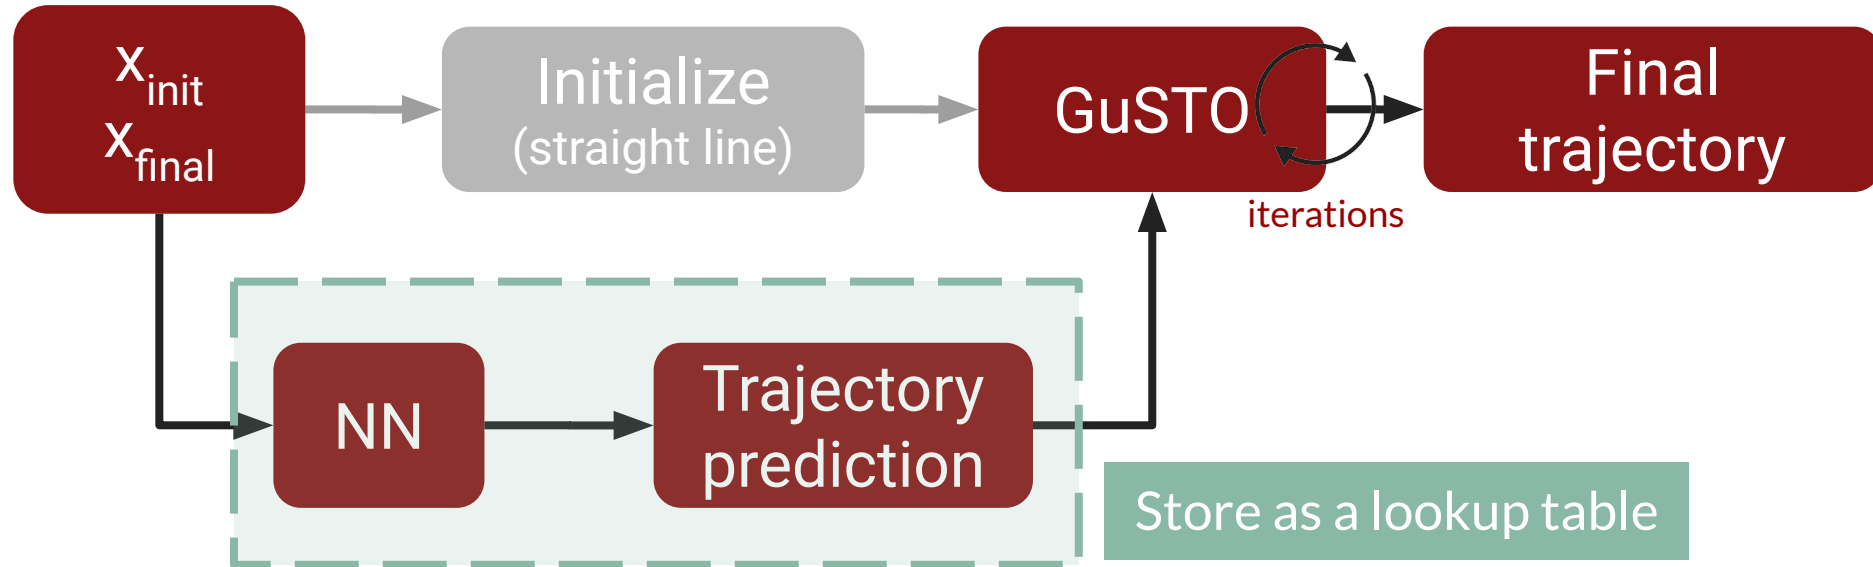 x_init
x_final
Initialize
(straight line)
GuSTO
iterations
Final
trajectory
NN
Trajectory
prediction
Store as a lookup table